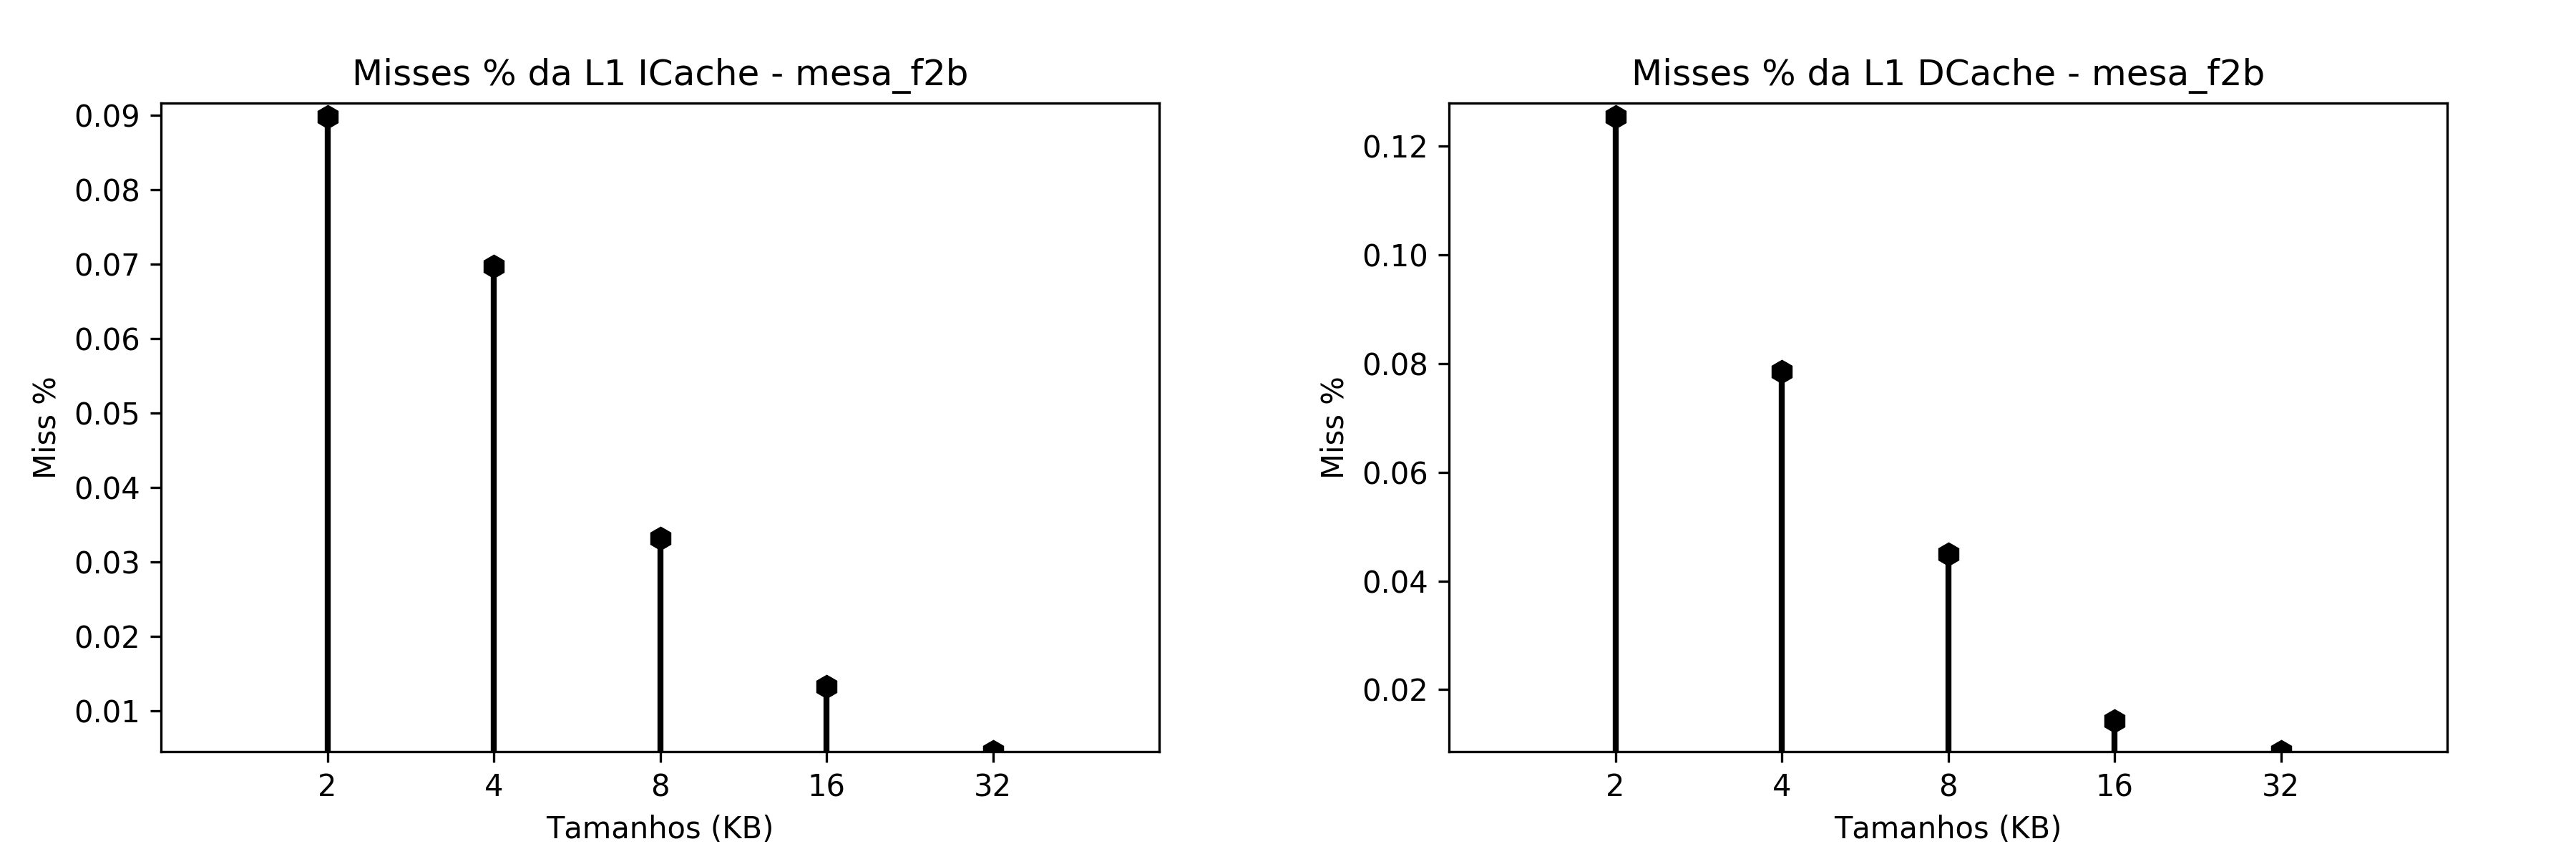 Misses % da L1 ICache - mesa_f2b
0.09
0.08
0.07
0.06
0.05
0.04
0.03
0.02
0.01
Miss %
2 4 8 16 32
Tamanhos (KB)
Misses % da L1 DCache - mesa_f2b
0.12
0.10
0.08
0.06
0.04
0.02
Miss %
2 4 8 16 32
Tamanhos (KB)